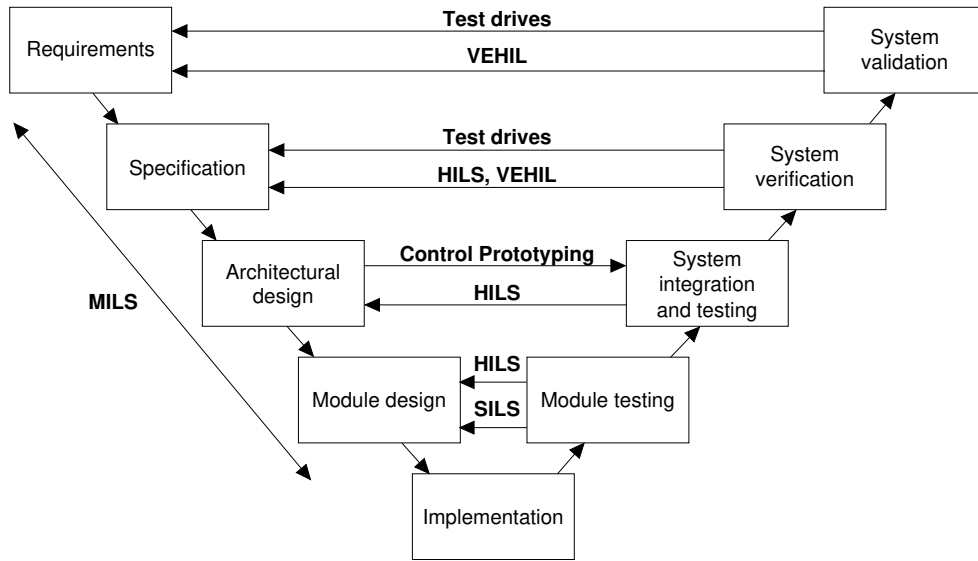 Requirements
Test drives
VEHIL
System
validation
Specification
Test drives
HILS, VEHIL
System
verification
MILS
Architectural
design
Control Prototyping
HILS
System
integration
and testing
Module design
HILS
SILS
Module testing
Implementation